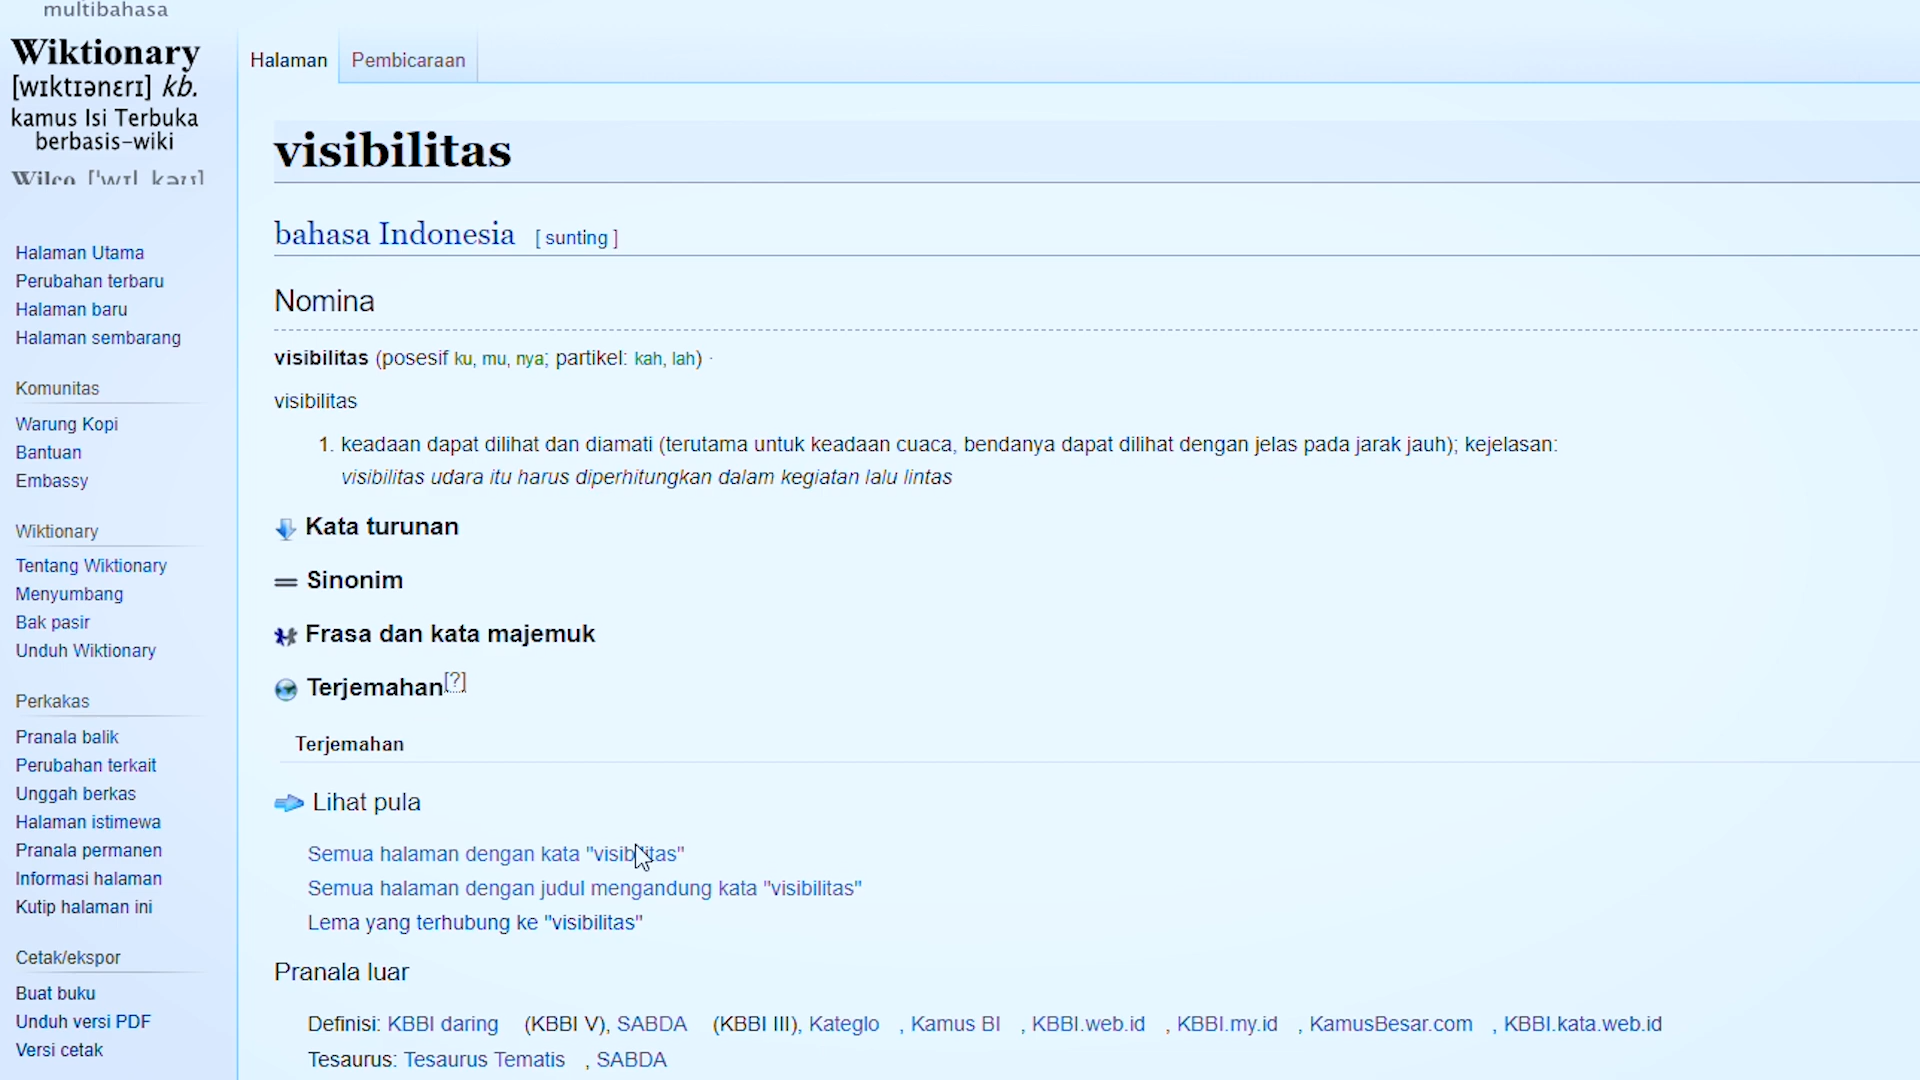 multibahasa
Wiktionary
[wɪktɪənɛrɪ] kb.
kamus Isi Terbuka
berbasis-wiki
Wilco ['wɪl kəʊ]
Halaman Utama
Perubahan terbaru
Halaman baru
Halaman sembarang
Komunitas
Warung Kopi
Bantuan
Embassy
Wiktionary
Tentang Wiktionary
Menyumbang
Bak pasir
Unduh Wiktionary
Perkakas
Pranala balik
Perubahan terkait
Unggah berkas
Halaman istimewa
Pranala permanen
Informasi halaman
Kutip halaman ini
Cetak/ekspor
Buat buku
Unduh versi PDF
Versi cetak
Halaman Pembicaraan
visibilitas
bahasa Indonesia [ sunting ]
Nomina
visibilitas (posesif ku, mu, nya; partikel: kah, lah) ·
visibilitas
1. keadaan dapat dilihat dan diamati (terutama untuk keadaan cuaca, bendanya dapat dilihat dengan jelas pada jarak jauh); kejelasan:
visibilitas udara itu harus diperhitungkan dalam kegiatan lalu lintas
Kata turunan
Sinonim
Frasa dan kata majemuk
Terjemahan[?]
Terjemahan
Lihat pula
Semua halaman dengan kata "visibilitas"
Semua halaman dengan judul mengandung kata "visibilitas"
Lema yang terhubung ke "visibilitas"
Pranala luar
Definisi: KBBI daring (KBBI V), SABDA (KBBI III), Kateglo , Kamus BI , KBBI.web.id , KBBI.my.id , KamusBesar.com , KBBI.kata.web.id
Tesaurus: Tesaurus Tematis , SABDA